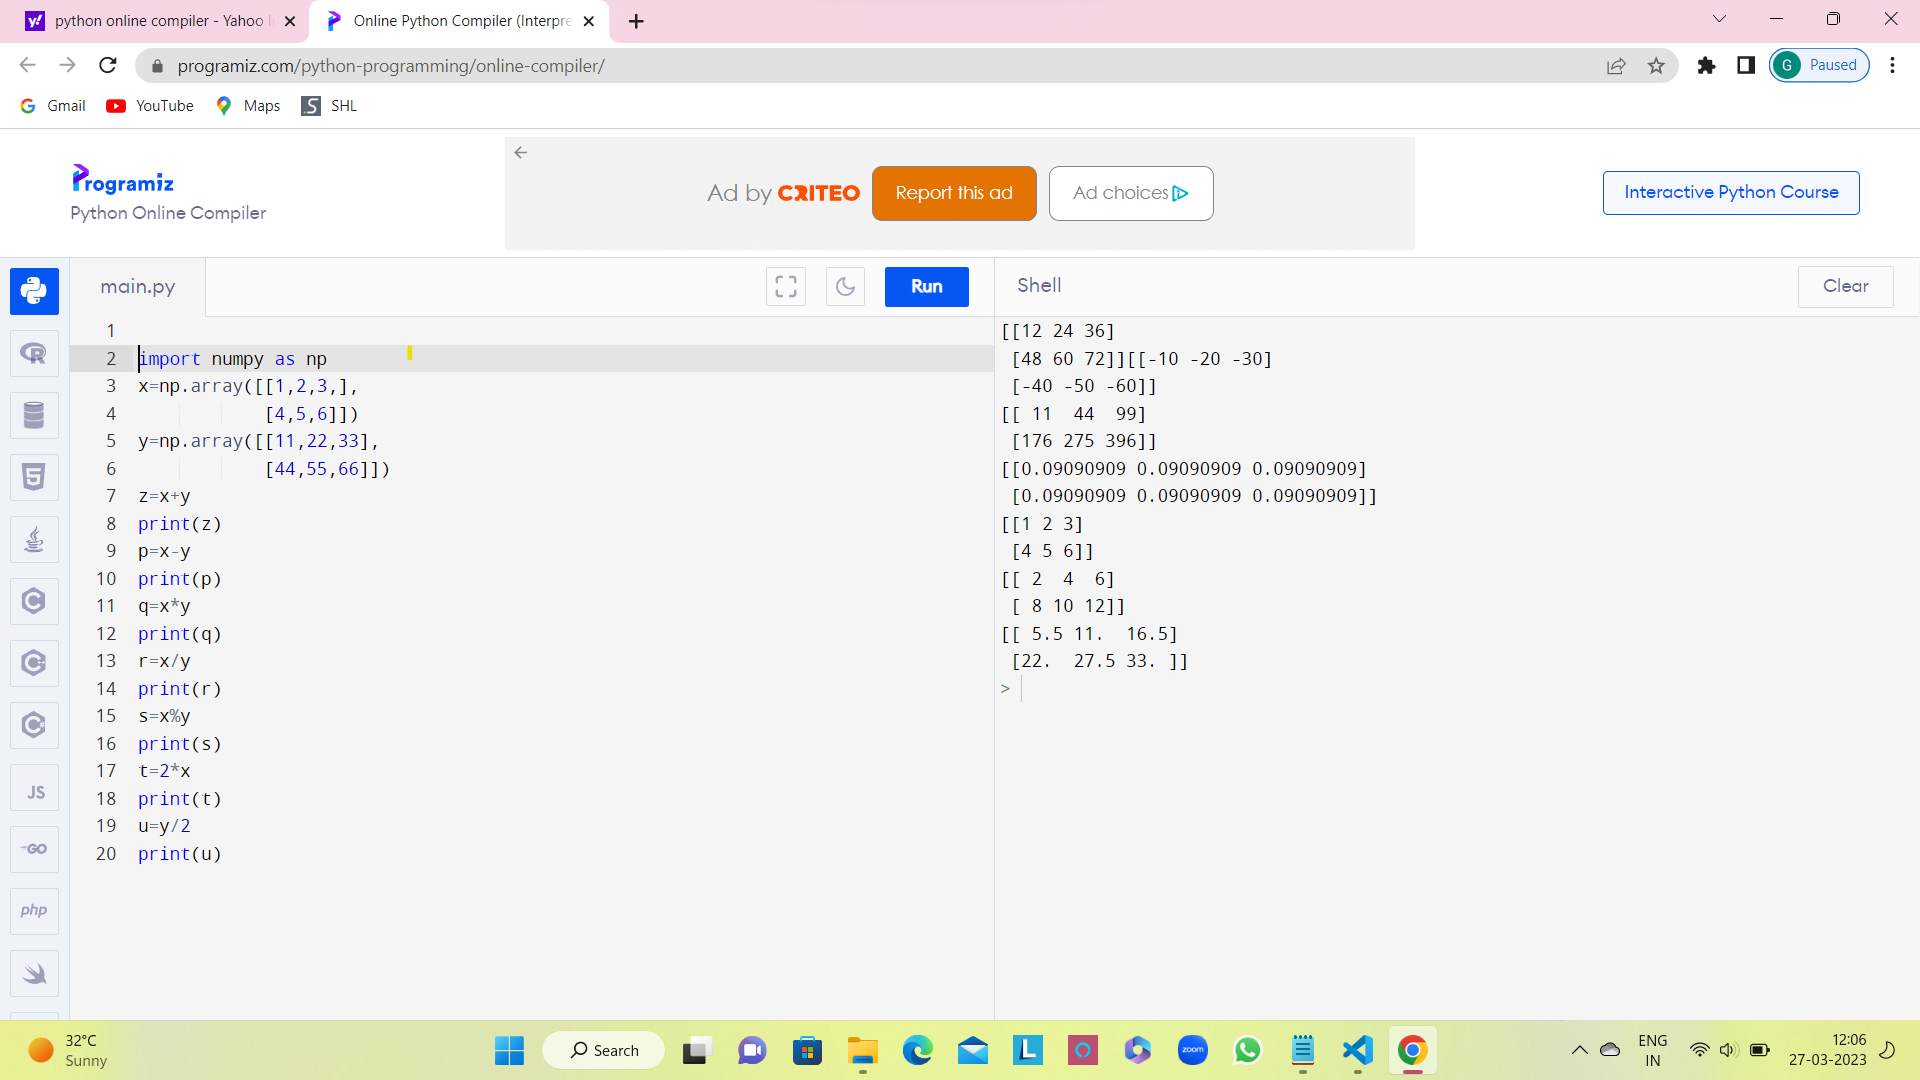 python online compiler - Yahoo I
Online Python Compiler (Interpre
programiz.com/python-programming/online-compiler/
G Paused
Gmail YouTube Maps SHL
Programiz
Python Online Compiler
Ad by CRITEO Report this ad Ad choices
Interactive Python Course
main.py Run
1
2 import numpy as np
3 x=np.array([[1,2,3,],
4             [4,5,6]])
5 y=np.array([[11,22,33],
6             [44,55,66]])
7 z=x+y
8 print(z)
9 p=x-y
10 print(p)
11 q=x*y
12 print(q)
13 r=x/y
14 print(r)
15 s=x%y
16 print(s)
17 t=2*x
18 print(t)
19 u=y/2
20 print(u)
Shell Clear
[[12 24 36]
 [48 60 72]][[-10 -20 -30]
 [-40 -50 -60]]
[[ 11  44  99]
 [176 275 396]]
[[0.09090909 0.09090909 0.09090909]
 [0.09090909 0.09090909 0.09090909]]
[[1 2 3]
 [4 5 6]]
[[ 2  4  6]
 [ 8 10 12]]
[[ 5.5 11.  16.5]
 [22.  27.5 33. ]]
>
R
5
C
C++
C#
JS
GO
php
32°C
Sunny
Search
L
zoom
ENG
IN
12:06
27-03-2023